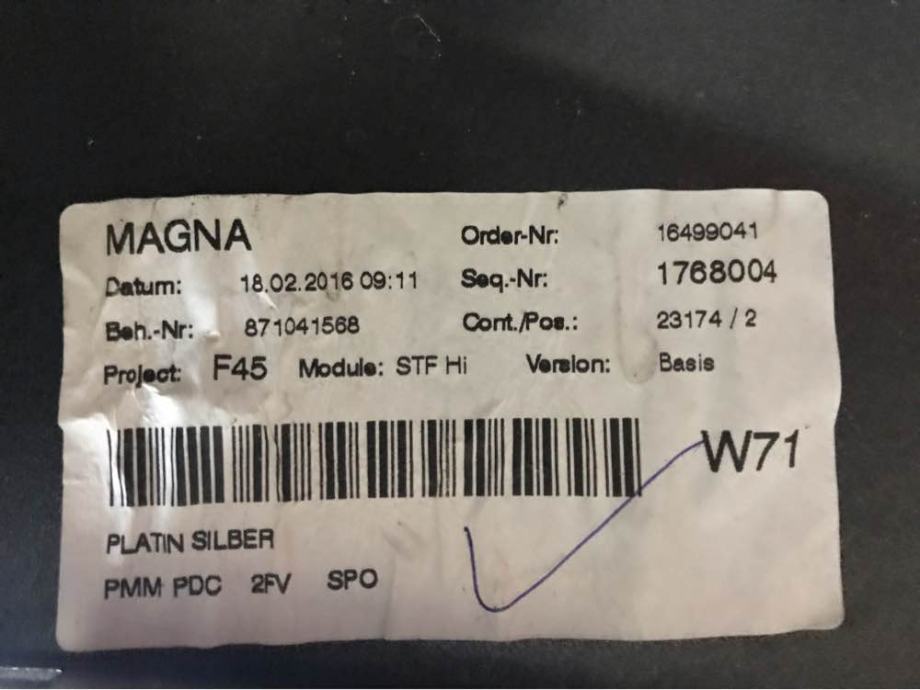 MAGNA Order-Nr: 16499041
Datum: 18.02.2016 09:11 Seq.-Nr: 1768004
Beh.-Nr: 871041568 Cont./Pos.: 23174 / 2
Project: F45 Module: STF Hi Version: Basis
W71
PLATIN SILBER
PMM PDC 2FV SPO